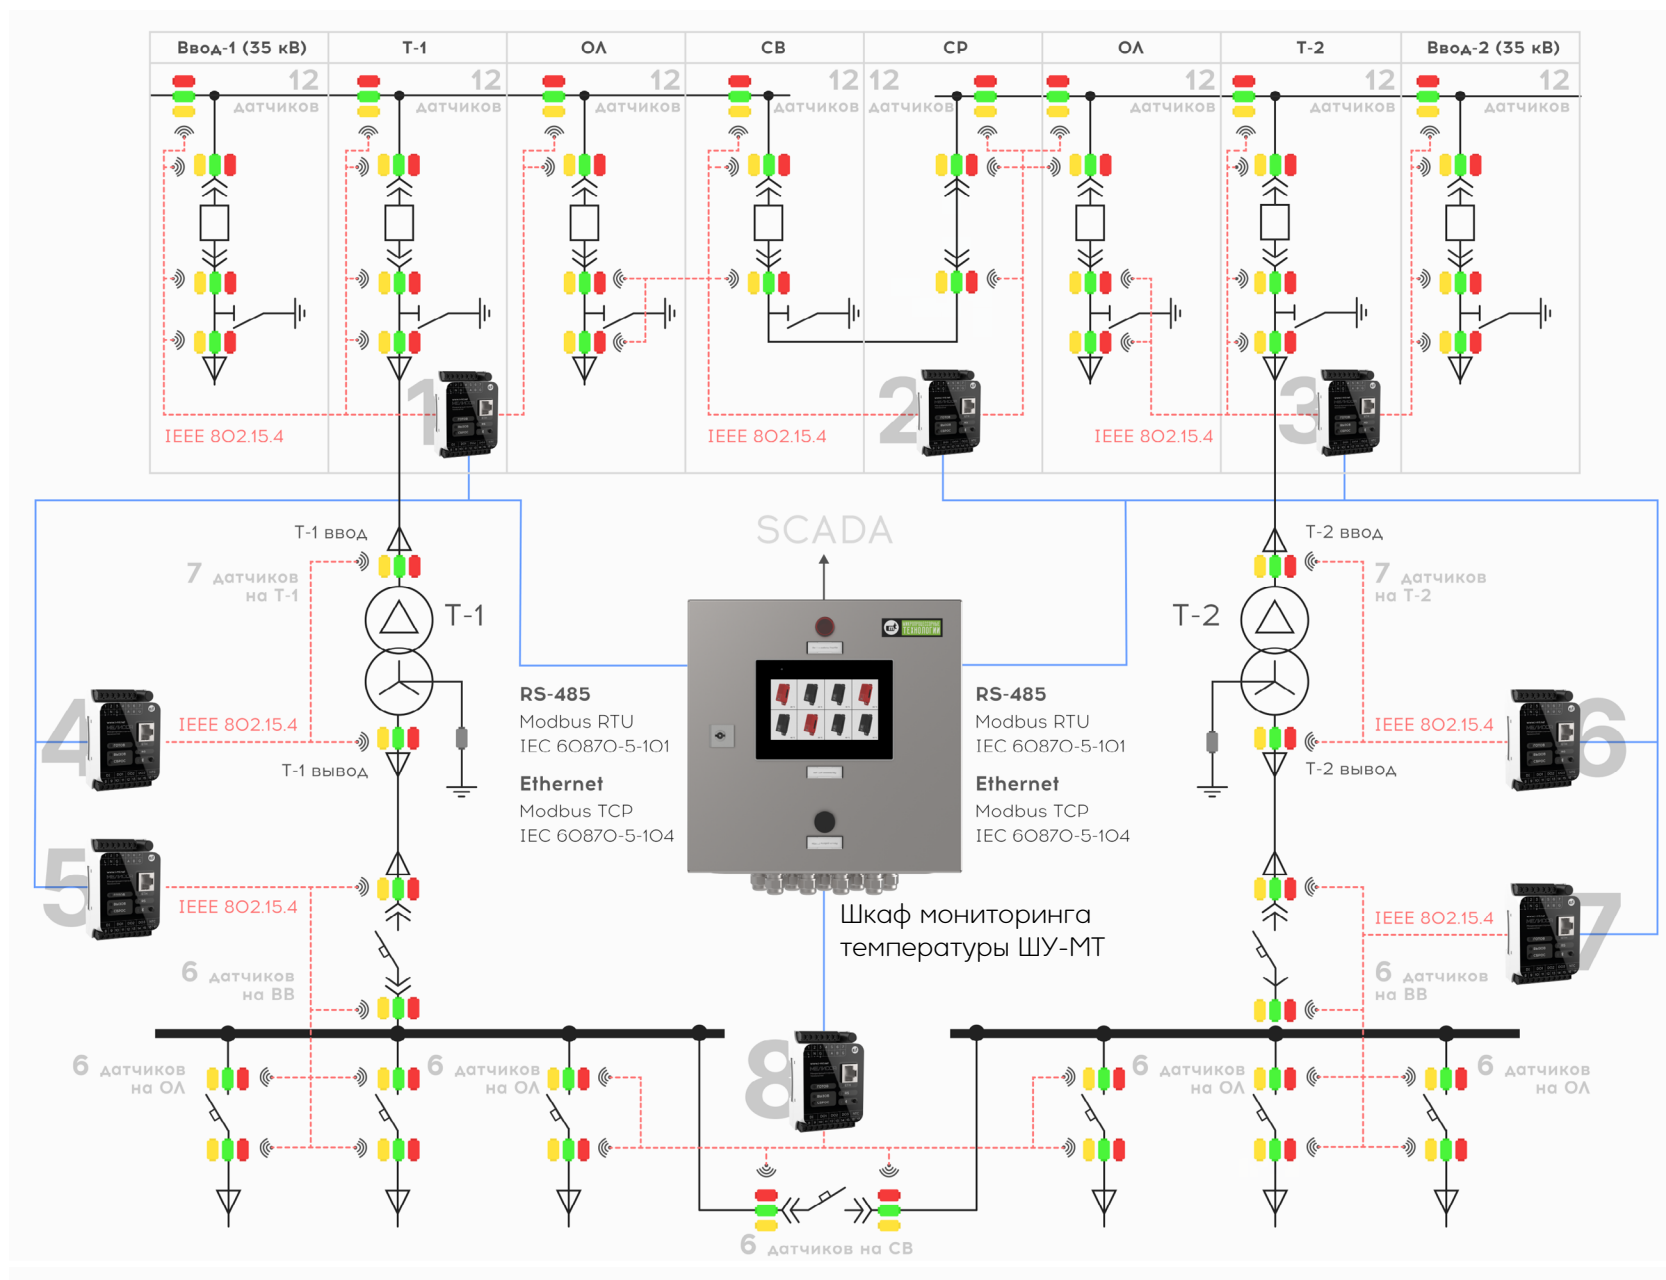 Ввод-1 (35 кВ)
Т-1
ОЛ
СВ
СР
ОЛ
Т-2
Ввод-2 (35 кВ)
12 датчиков
12 датчиков
12 датчиков
12 датчиков
12 датчиков
12 датчиков
12 датчиков
12 датчиков
1
2
3
IEEE 802.15.4
IEEE 802.15.4
IEEE 802.15.4
SCADA
Т-1 ввод
Т-2 ввод
7 датчиков
на Т-1
7 датчиков
на Т-2
Т-1
Т-2
МИКРОПРОЦЕССОРНЫЕ
ТЕХНОЛОГИИ
4
IEEE 802.15.4
RS-485
Modbus RTU
IEC 60870-5-101
Ethernet
Modbus TCP
IEC 60870-5-104
RS-485
Modbus RTU
IEC 60870-5-101
Ethernet
Modbus TCP
IEC 60870-5-104
IEEE 802.15.4
6
Т-1 вывод
Т-2 вывод
5
IEEE 802.15.4
Шкаф мониторинга
температуры ШУ-МТ
IEEE 802.15.4
7
6 датчиков
на ВВ
6 датчиков
на ВВ
6 датчиков
на ОЛ
6 датчиков
на ОЛ
8
6 датчиков
на ОЛ
6 датчиков
на ОЛ
6 датчиков на СВ